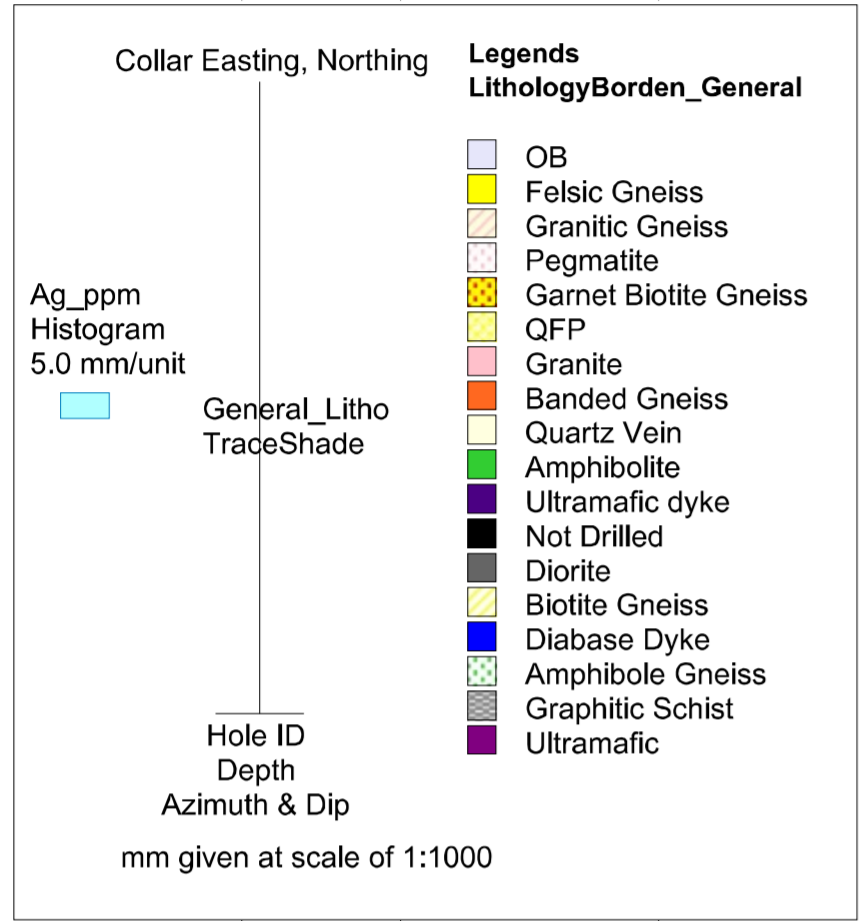 Collar Easting, Northing
Ag_ppm
Histogram
5.0 mm/unit
General_Litho
TraceShade
Hole ID
Depth
Azimuth & Dip
mm given at scale of 1:1000
Legends
LithologyBorden_General
OB
Felsic Gneiss
Granitic Gneiss
Pegmatite
Garnet Biotite Gneiss
QFP
Granite
Banded Gneiss
Quartz Vein
Amphibolite
Ultramafic dyke
Not Drilled
Diorite
Biotite Gneiss
Diabase Dyke
Amphibole Gneiss
Graphitic Schist
Ultramafic